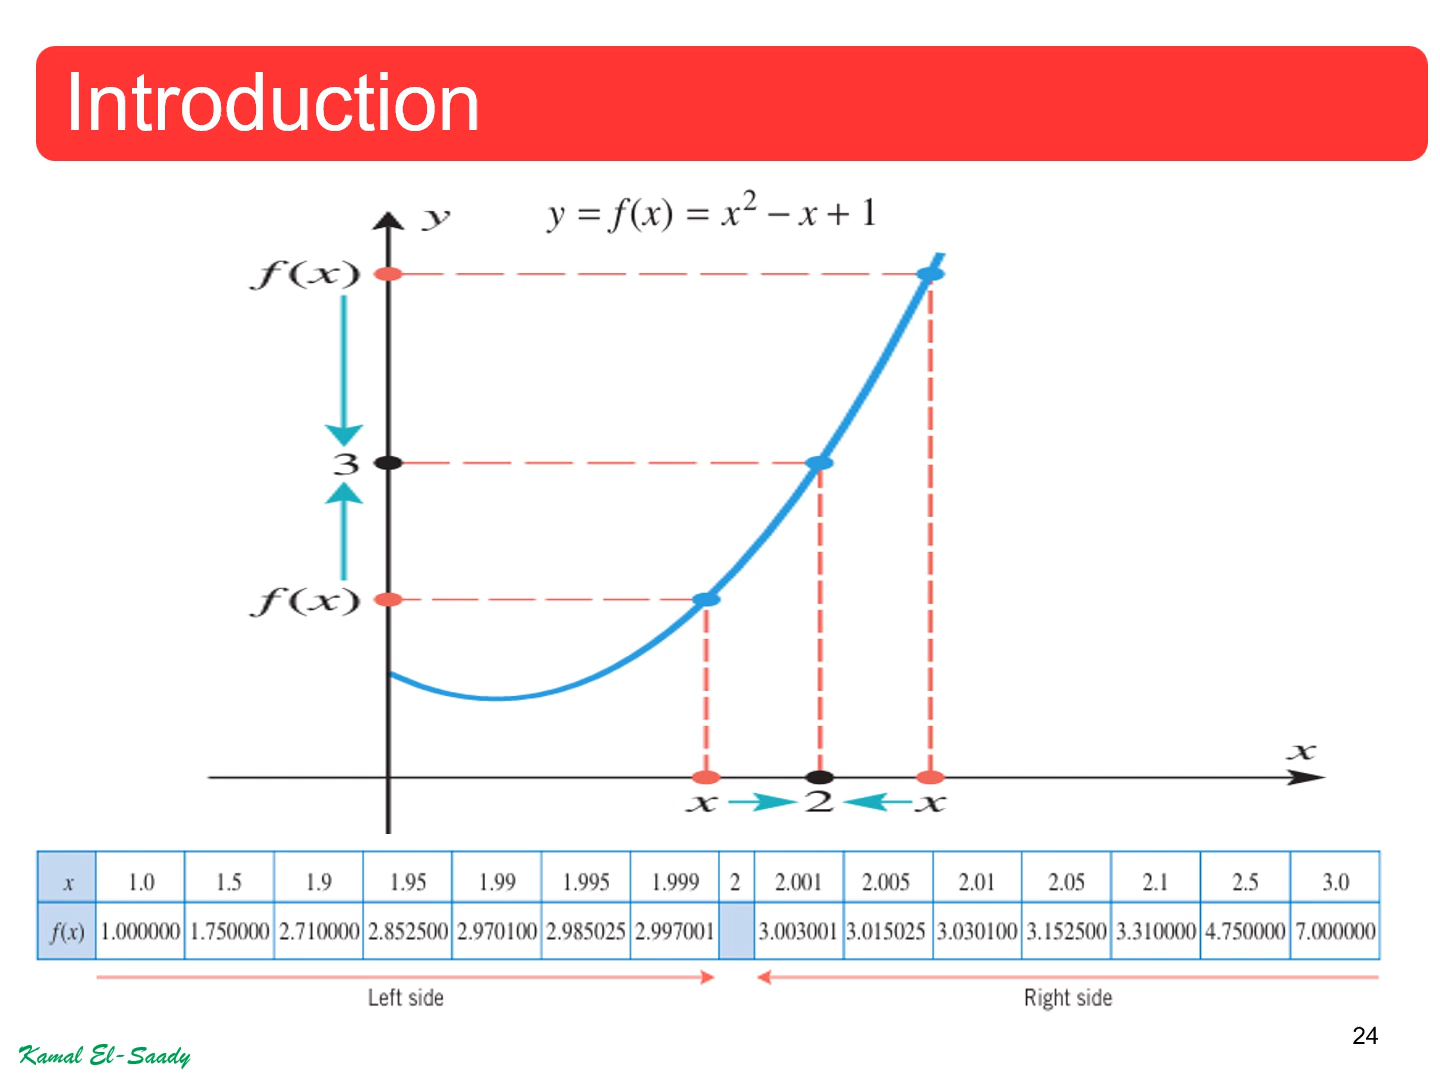 Introduction
y = f(x) = x² – x + 1
y
f(x)
3
f(x)
x
x 2 x
x 1.0 1.5 1.9 1.95 1.99 1.995 1.999 2 2.001 2.005 2.01 2.05 2.1 2.5 3.0
f(x) 1.000000 1.750000 2.710000 2.852500 2.970100 2.985025 2.997001 3.003001 3.015025 3.030100 3.152500 3.310000 4.750000 7.000000
Left side Right side
24
Kamal El-Saady